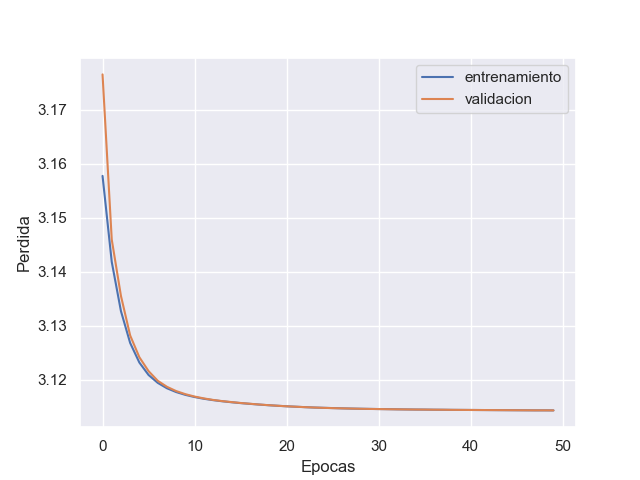 entrenamiento
validacion
3.17
3.16
3.15
3.14
3.13
3.12
Perdida
0 10 20 30 40 50
Epocas